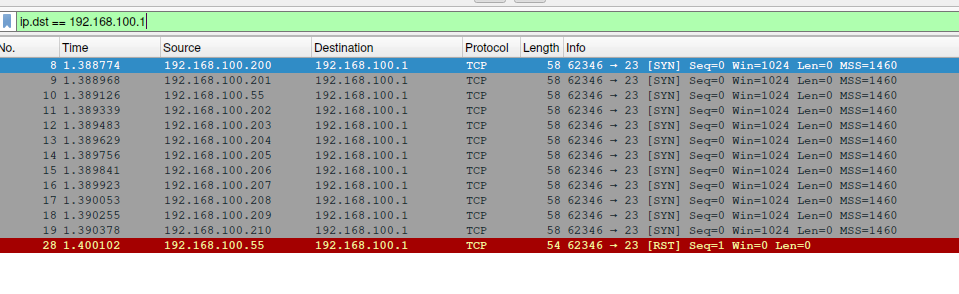 ip.dst == 192.168.100.1
No. Time Source Destination Protocol Length Info
8 1.388774 192.168.100.200 192.168.100.1 TCP 58 62346 → 23 [SYN] Seq=0 Win=1024 Len=0 MSS=1460
9 1.388968 192.168.100.201 192.168.100.1 TCP 58 62346 → 23 [SYN] Seq=0 Win=1024 Len=0 MSS=1460
10 1.389126 192.168.100.55 192.168.100.1 TCP 58 62346 → 23 [SYN] Seq=0 Win=1024 Len=0 MSS=1460
11 1.389339 192.168.100.202 192.168.100.1 TCP 58 62346 → 23 [SYN] Seq=0 Win=1024 Len=0 MSS=1460
12 1.389483 192.168.100.203 192.168.100.1 TCP 58 62346 → 23 [SYN] Seq=0 Win=1024 Len=0 MSS=1460
13 1.389629 192.168.100.204 192.168.100.1 TCP 58 62346 → 23 [SYN] Seq=0 Win=1024 Len=0 MSS=1460
14 1.389756 192.168.100.205 192.168.100.1 TCP 58 62346 → 23 [SYN] Seq=0 Win=1024 Len=0 MSS=1460
15 1.389841 192.168.100.206 192.168.100.1 TCP 58 62346 → 23 [SYN] Seq=0 Win=1024 Len=0 MSS=1460
16 1.389923 192.168.100.207 192.168.100.1 TCP 58 62346 → 23 [SYN] Seq=0 Win=1024 Len=0 MSS=1460
17 1.390053 192.168.100.208 192.168.100.1 TCP 58 62346 → 23 [SYN] Seq=0 Win=1024 Len=0 MSS=1460
18 1.390255 192.168.100.209 192.168.100.1 TCP 58 62346 → 23 [SYN] Seq=0 Win=1024 Len=0 MSS=1460
19 1.390378 192.168.100.210 192.168.100.1 TCP 58 62346 → 23 [SYN] Seq=0 Win=1024 Len=0 MSS=1460
28 1.400102 192.168.100.55 192.168.100.1 TCP 54 62346 → 23 [RST] Seq=1 Win=0 Len=0